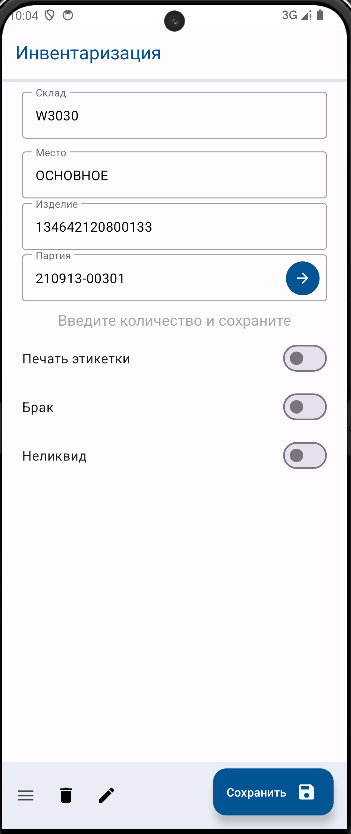 10:04
3G
Инвентаризация
Склад
W3030
Место
ОСНОВНОЕ
Изделие
134642120800133
Партия
210913-00301
Введите количество и сохраните
Печать этикетки
Брак
Неликвид
Сохранить